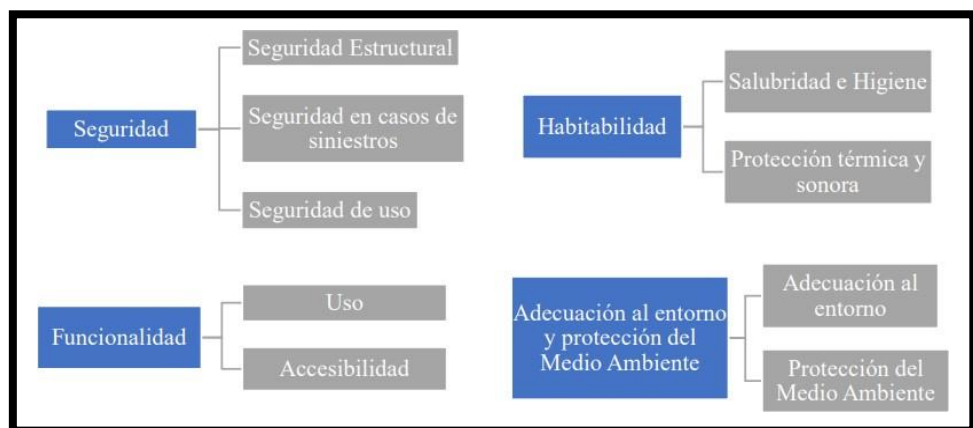 Seguridad
Seguridad Estructural
Seguridad en casos de
siniestros
Seguridad de uso
Habitabilidad
Salubridad e Higiene
Protección térmica y
sonora
Funcionalidad
Uso
Accesibilidad
Adecuación al entorno
y protección del
Medio Ambiente
Adecuación al
entorno
Protección del
Medio Ambiente